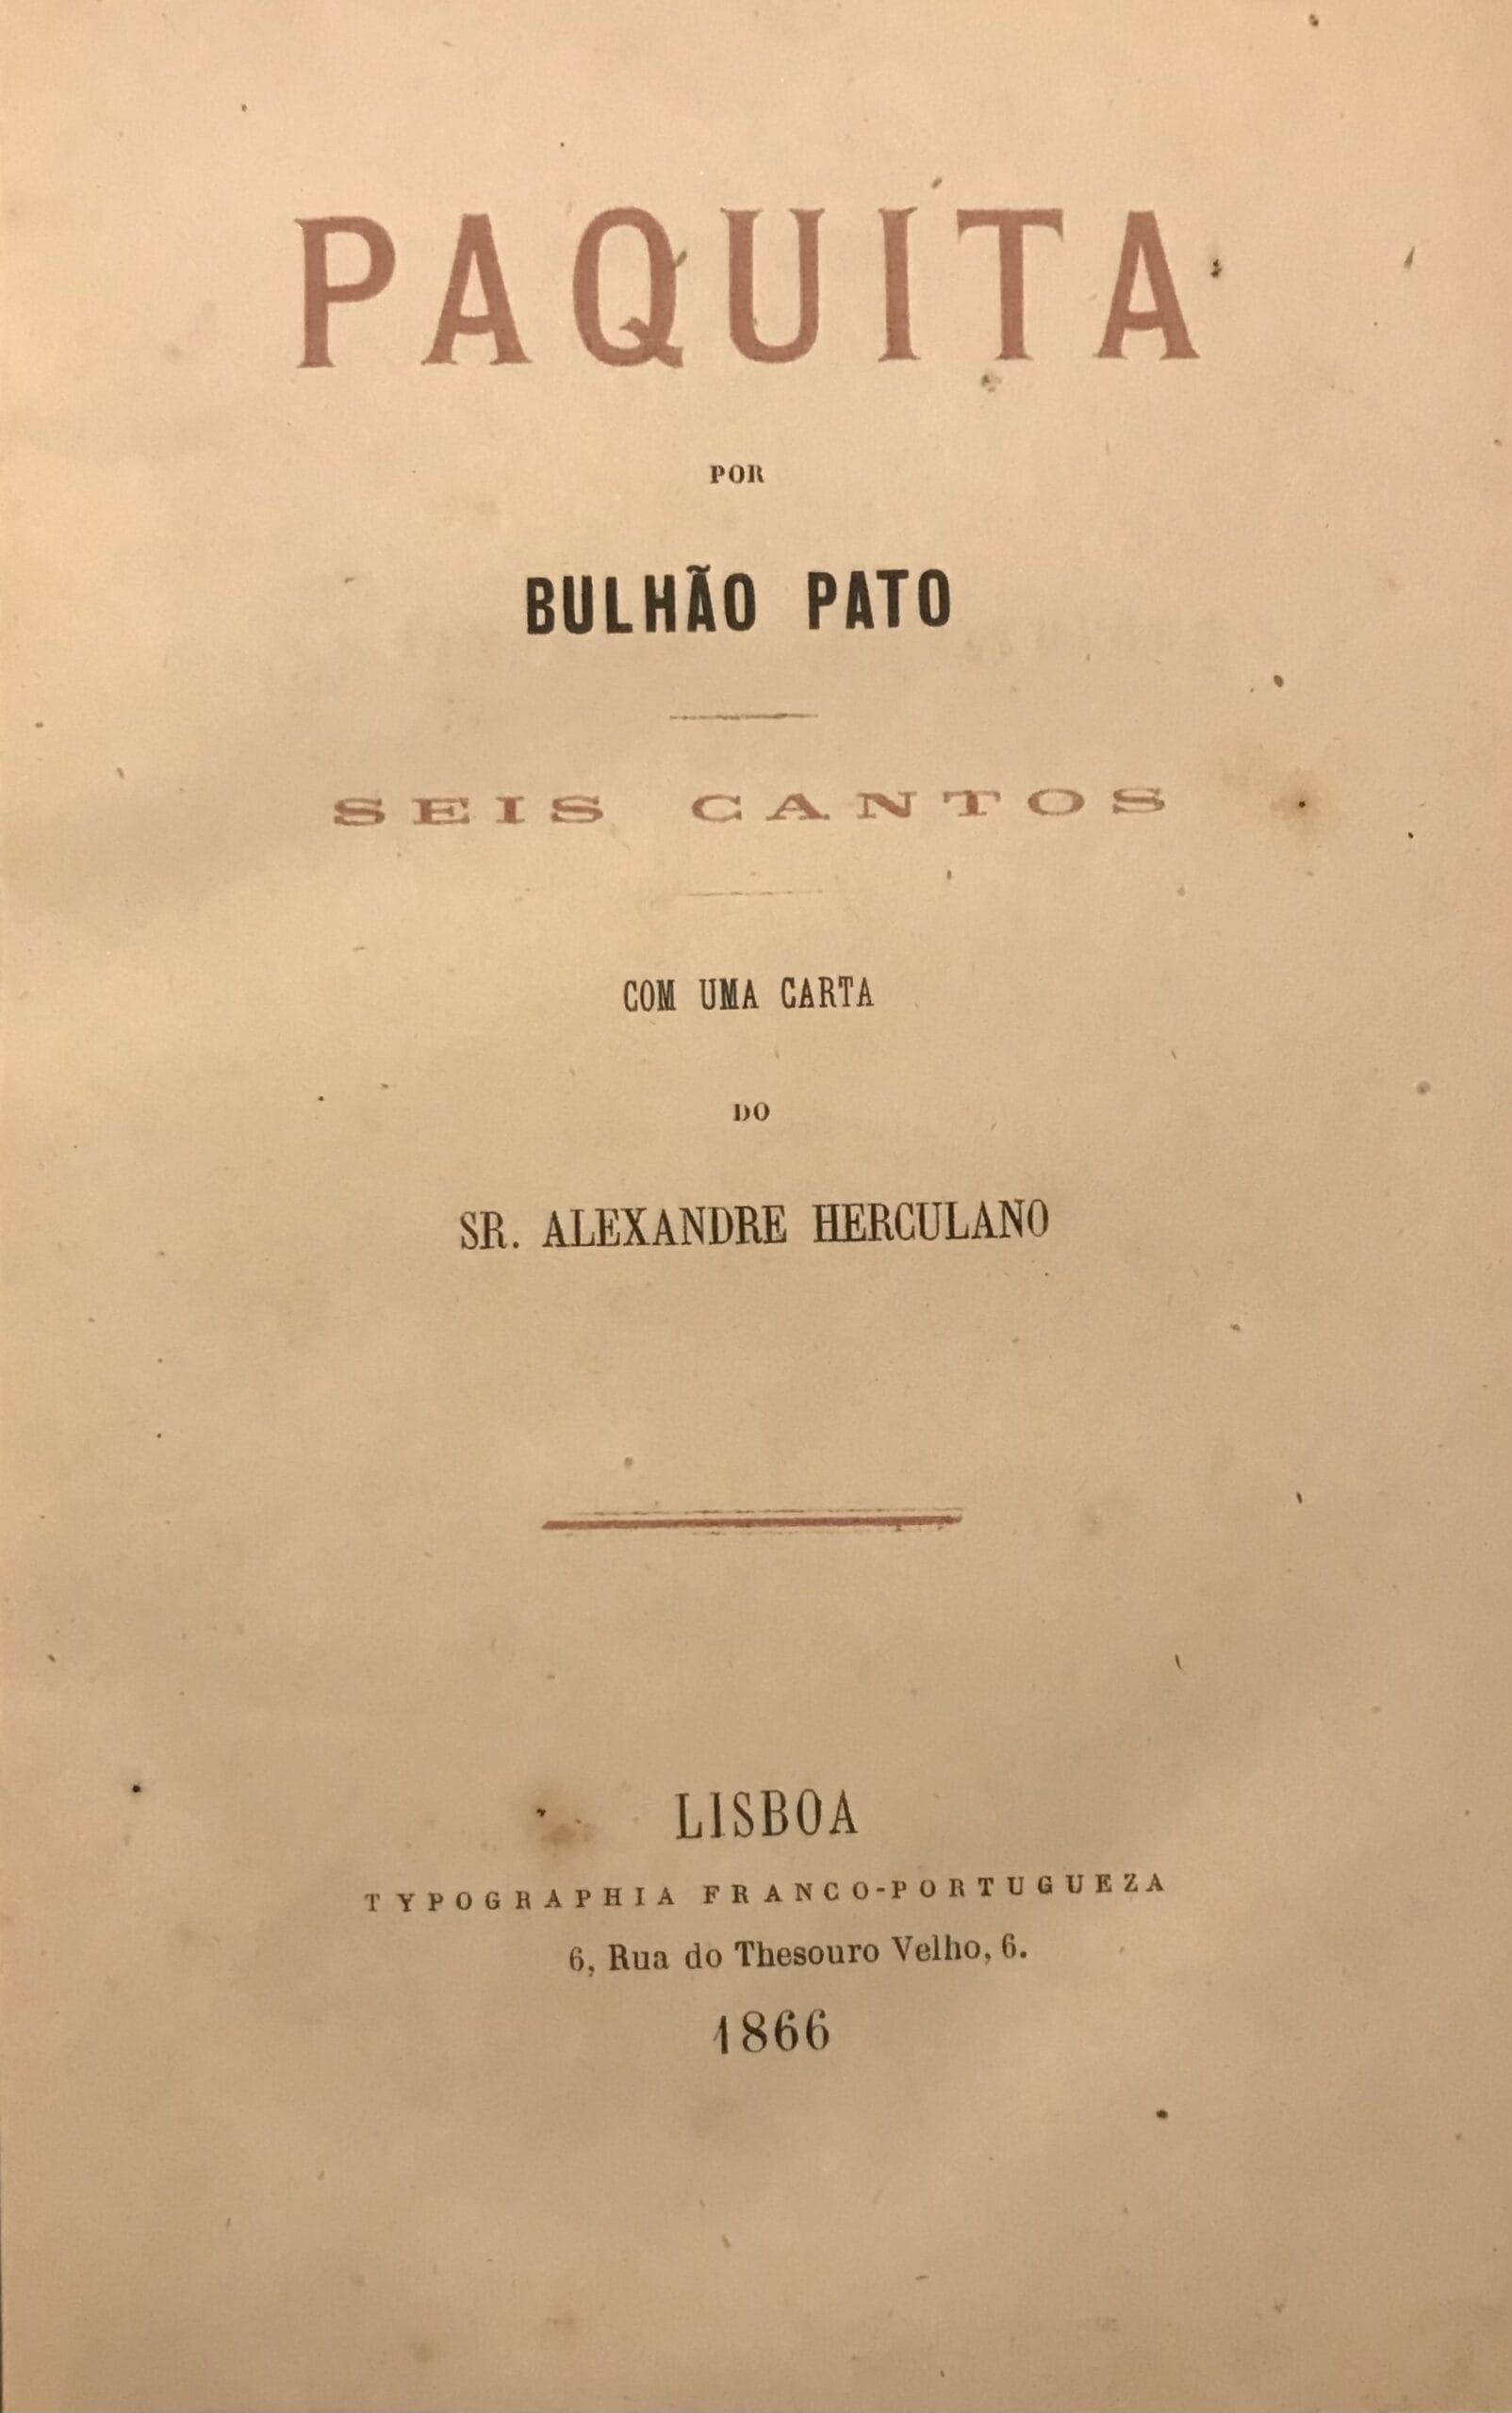 PAQUITA
POR
BULHÃO PATO
SEIS CANTOS
COM UMA CARTA
DO
SR. ALEXANDRE HERCULANO
LISBOA
TYPOGRAPHIA FRANCO-PORTUGUEZA
6, Rua do Thesouro Velho, 6.
1866